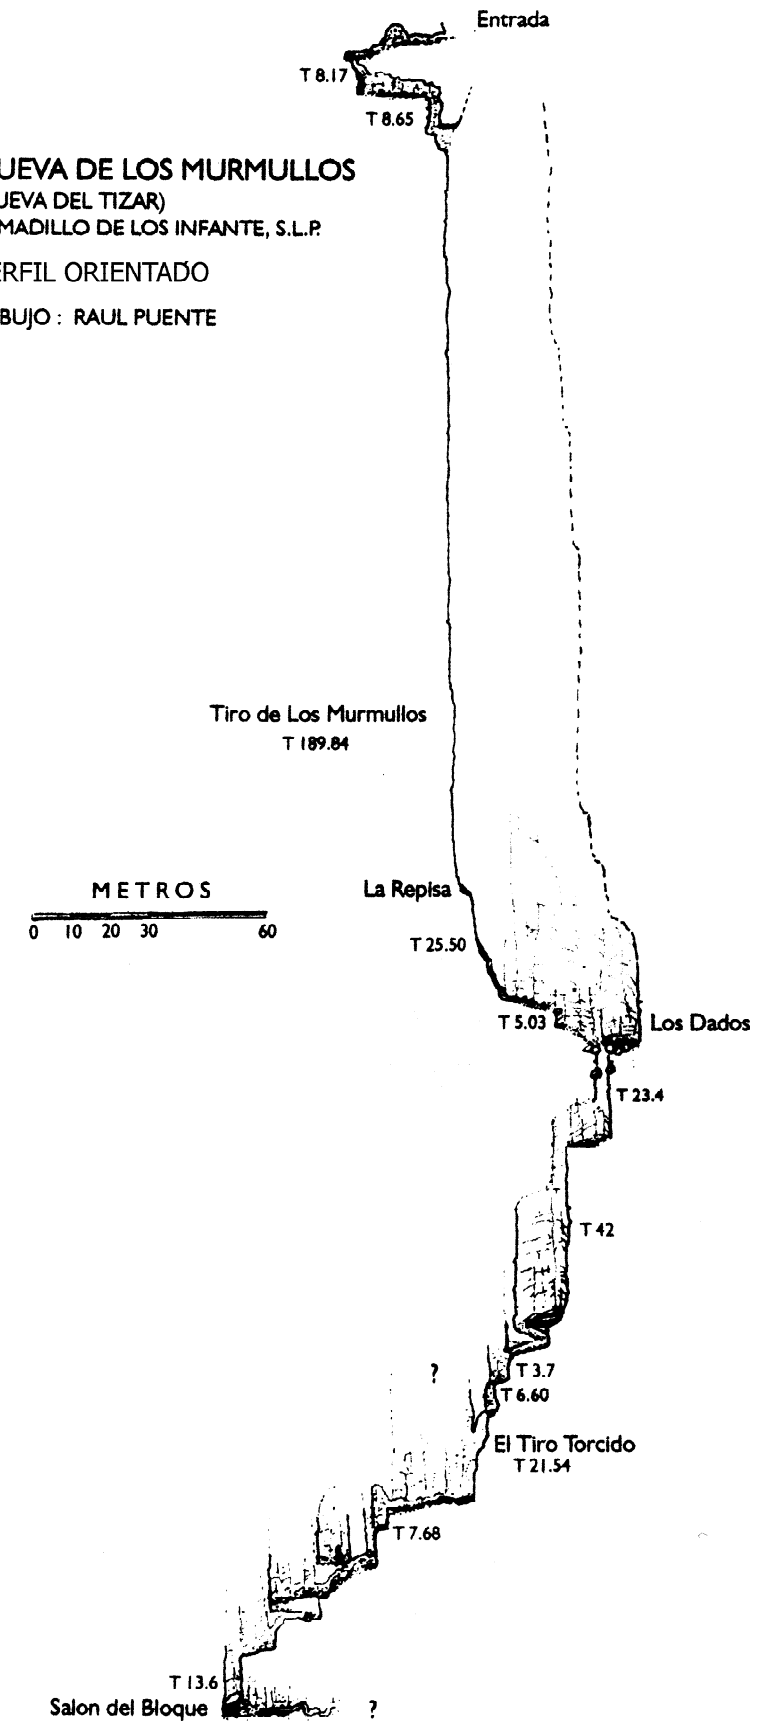 Entrada
T 8.17
T 8.65
UEVA DE LOS MURMULLOS
UEVA DEL TIZAR)
MADILLO DE LOS INFANTE, S.L.P.
ERFIL ORIENTADO
BUJO : RAUL PUENTE
Tiro de Los Murmullos
T 189.84
METROS
0 10 20 30 60
La Repisa
T 25.50
T 5.03
Los Dados
T 23.4
T 42
?
T 3.7
T 6.60
El Tiro Torcido
T 21.54
T 7.68
T 13.6
Salon del Bloque
?